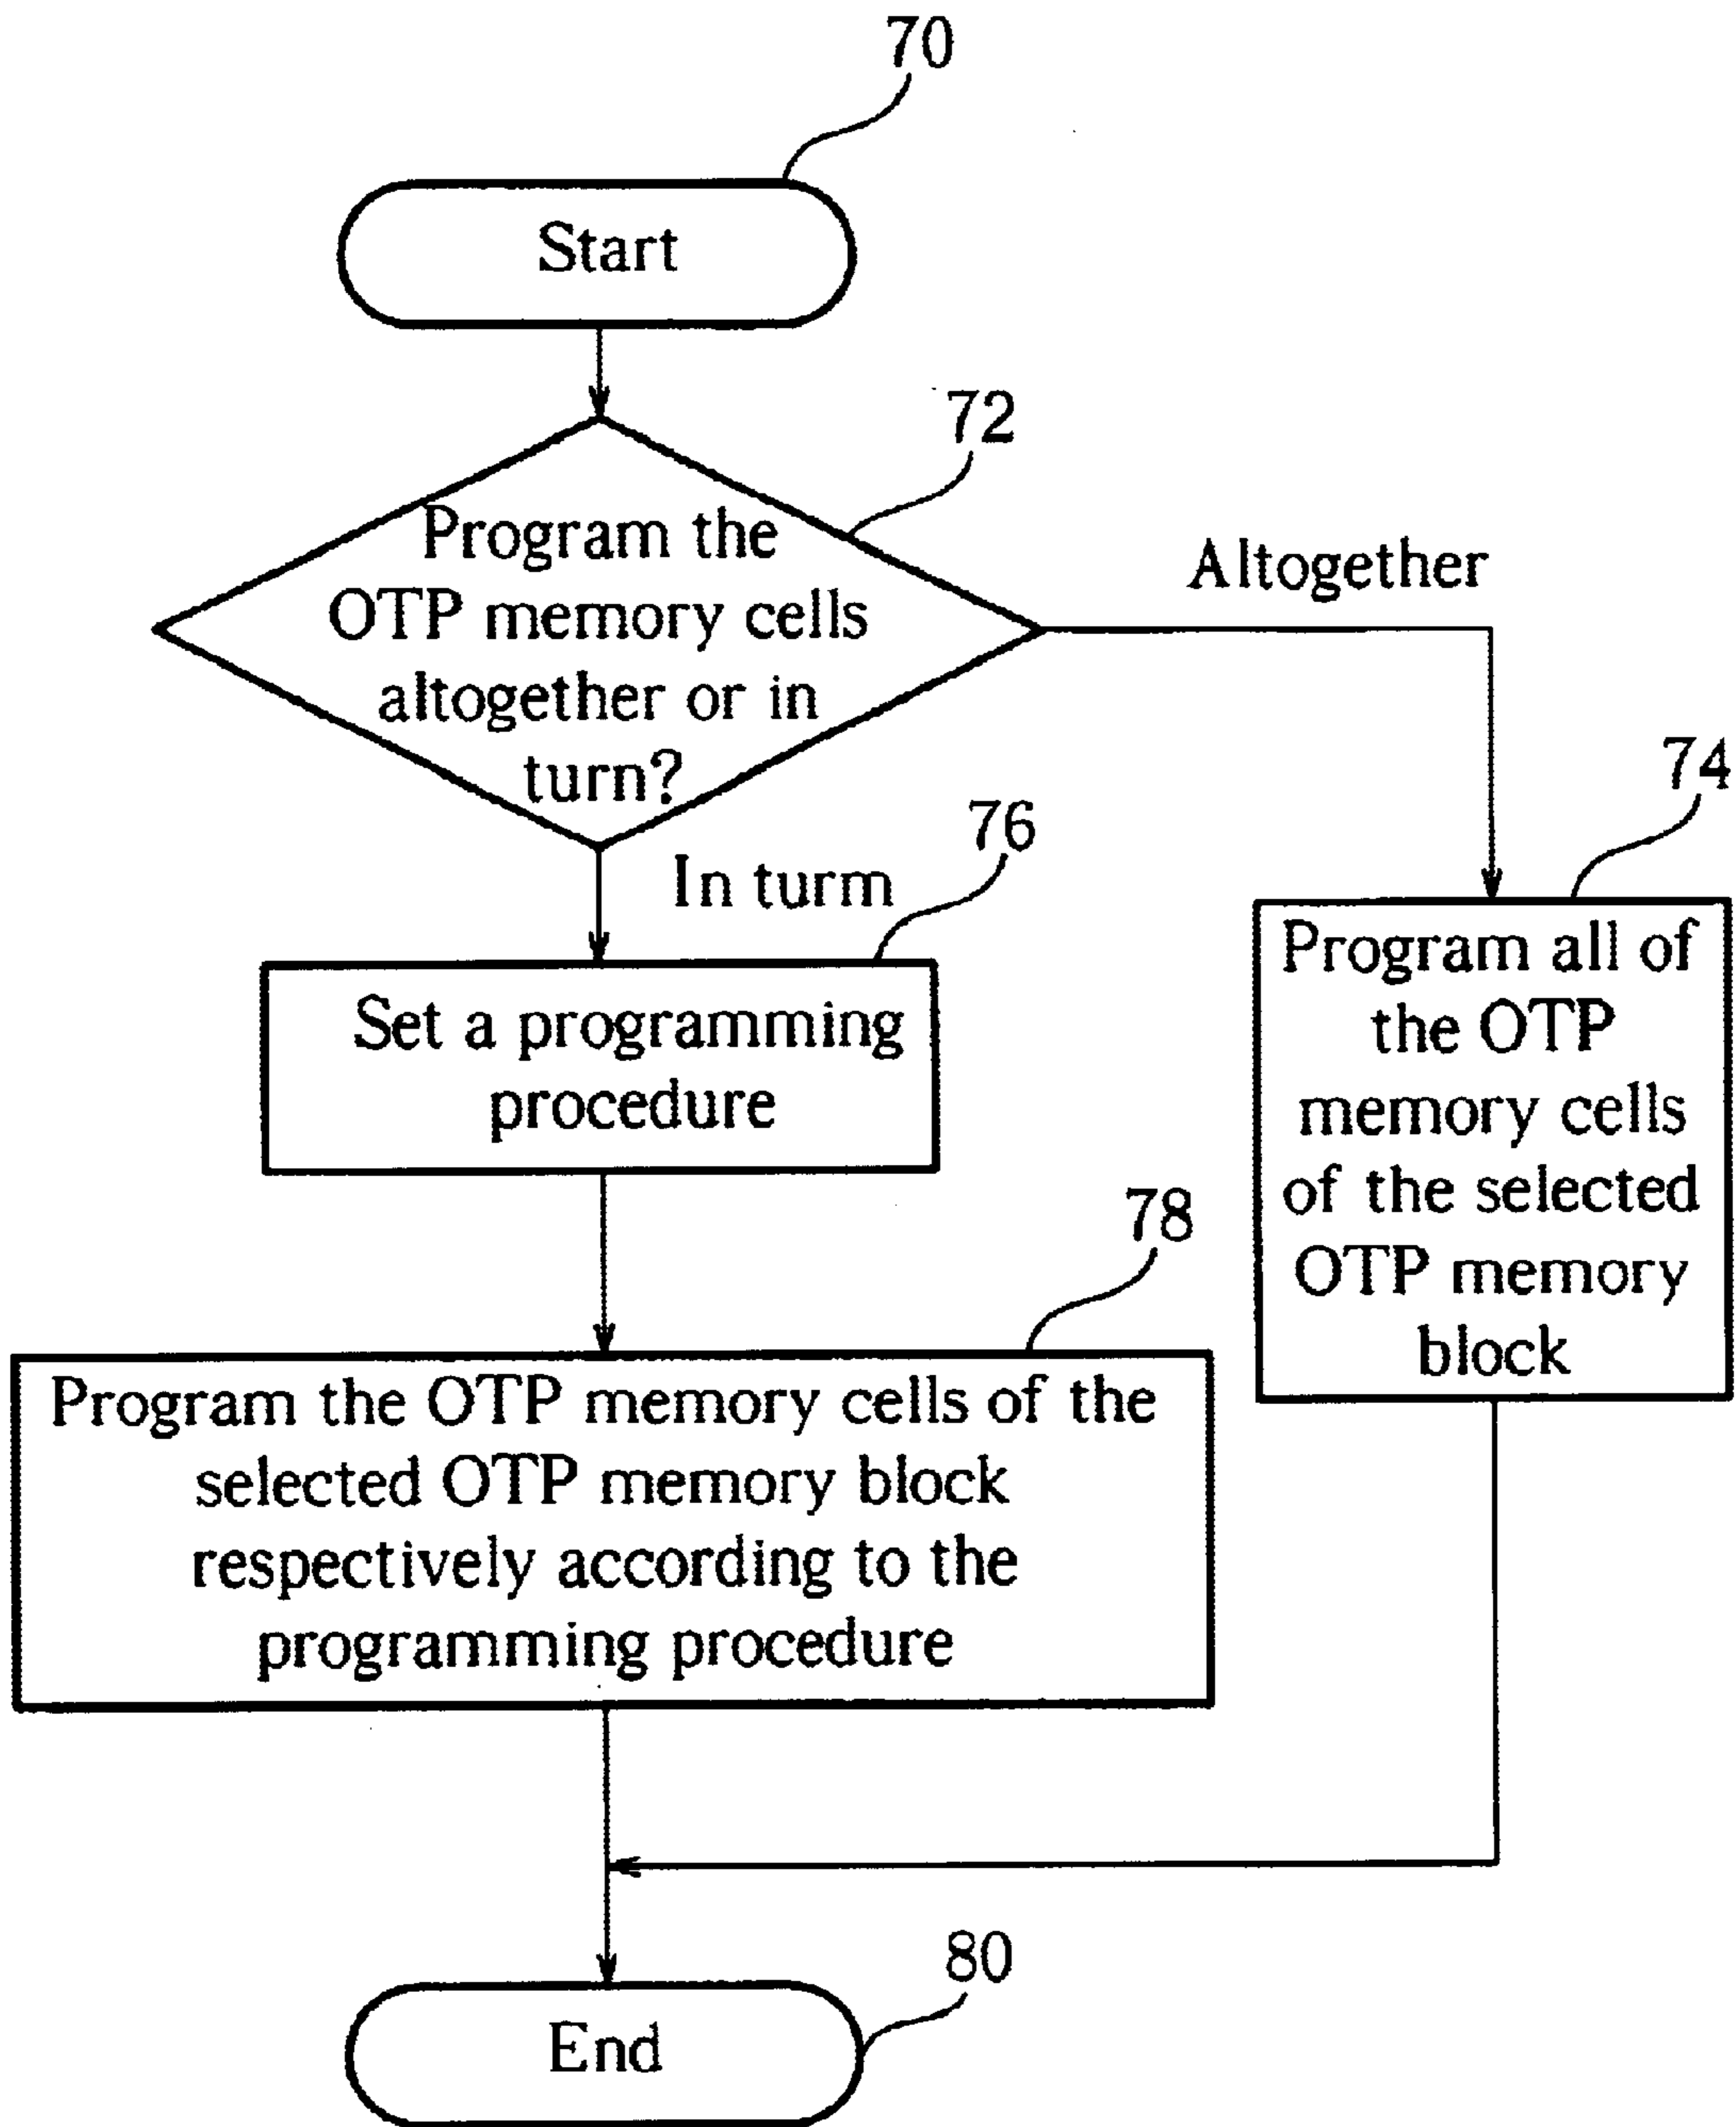 70
Start
72
Program the
OTP memory cells
altogether or in
turn?
Altogether
74
76
In turm
Set a programming
procedure
Program all of
the OTP
memory cells
of the selected
OTP memory
block
78
Program the OTP memory cells of the
selected OTP memory block
respectively according to the
programming procedure
80
End